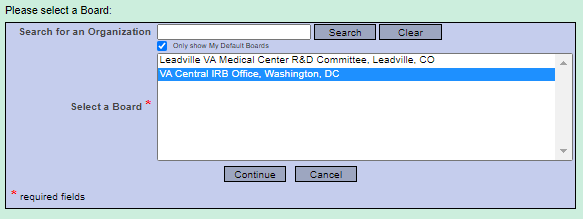 Please select a Board:
Search for an Organization Search Clear
Only show My Default Boards
Leadville VA Medical Center R&D Committee, Leadville, CO
VA Central IRB Office, Washington, DC
Select a Board *
Continue Cancel
* required fields